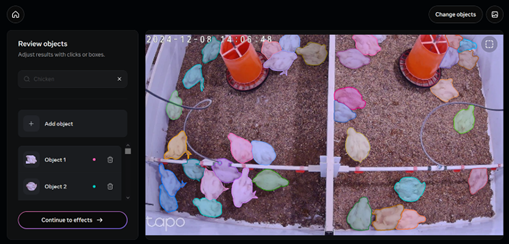 Change objects
Review objects
Adjust results with clicks or boxes.
Chicken
Add object
Object 1
Object 2
Continue to effects
2024-12-08 14:06:48
tapo